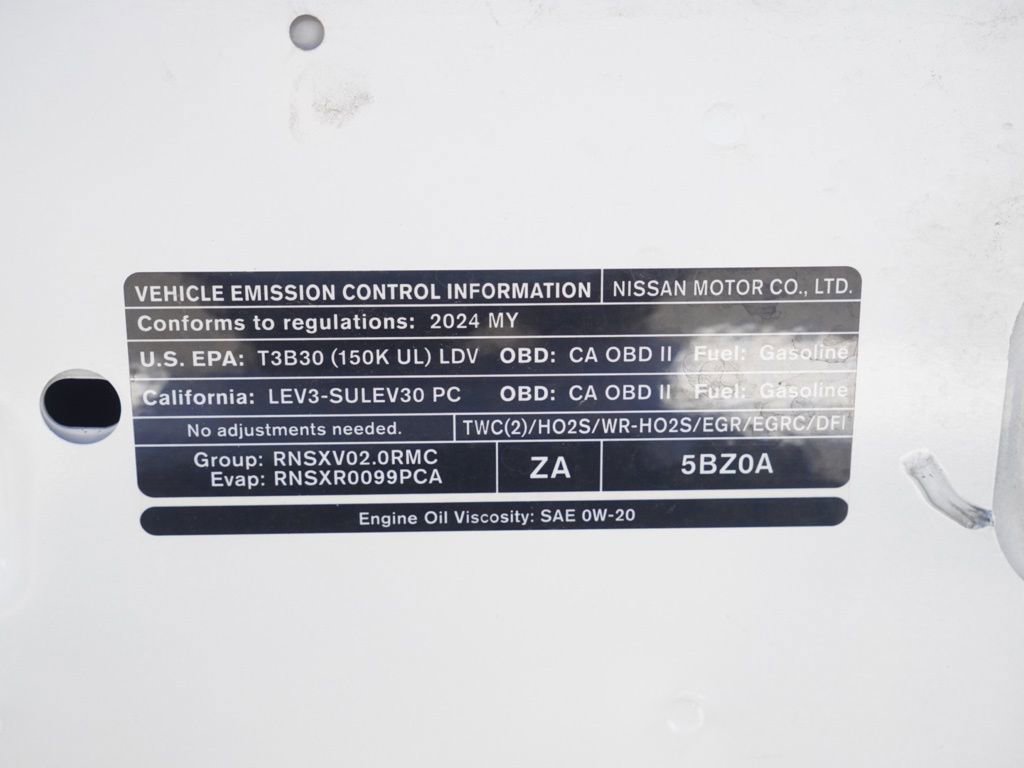 VEHICLE EMISSION CONTROL INFORMATION NISSAN MOTOR CO., LTD.
Conforms to regulations: 2024 MY
U.S. EPA: T3B30 (150K UL) LDV OBD: CA OBD II Fuel: Gasoline
California: LEV3-SULEV30 PC OBD: CA OBD II Fuel: Gasoline
No adjustments needed. TWC(2)/HO2S/WR-HO2S/EGR/EGRC/DFI
Group: RNSXV02.0RMC
Evap: RNSXR0099PCA
ZA
5BZ0A
Engine Oil Viscosity: SAE 0W-20